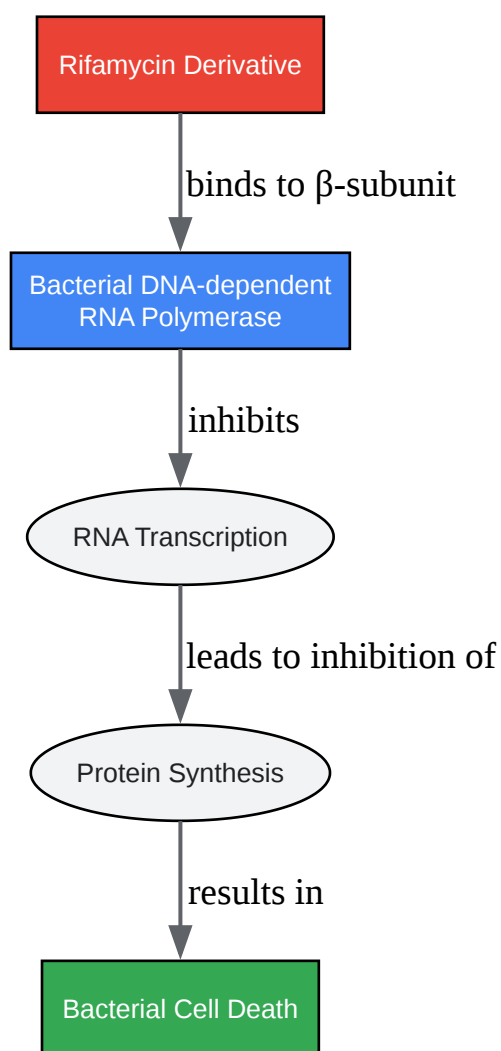 Rifamycin Derivative
binds to β-subunit
Bacterial DNA-dependent
RNA Polymerase
inhibits
RNA Transcription
leads to inhibition of
Protein Synthesis
results in
Bacterial Cell Death